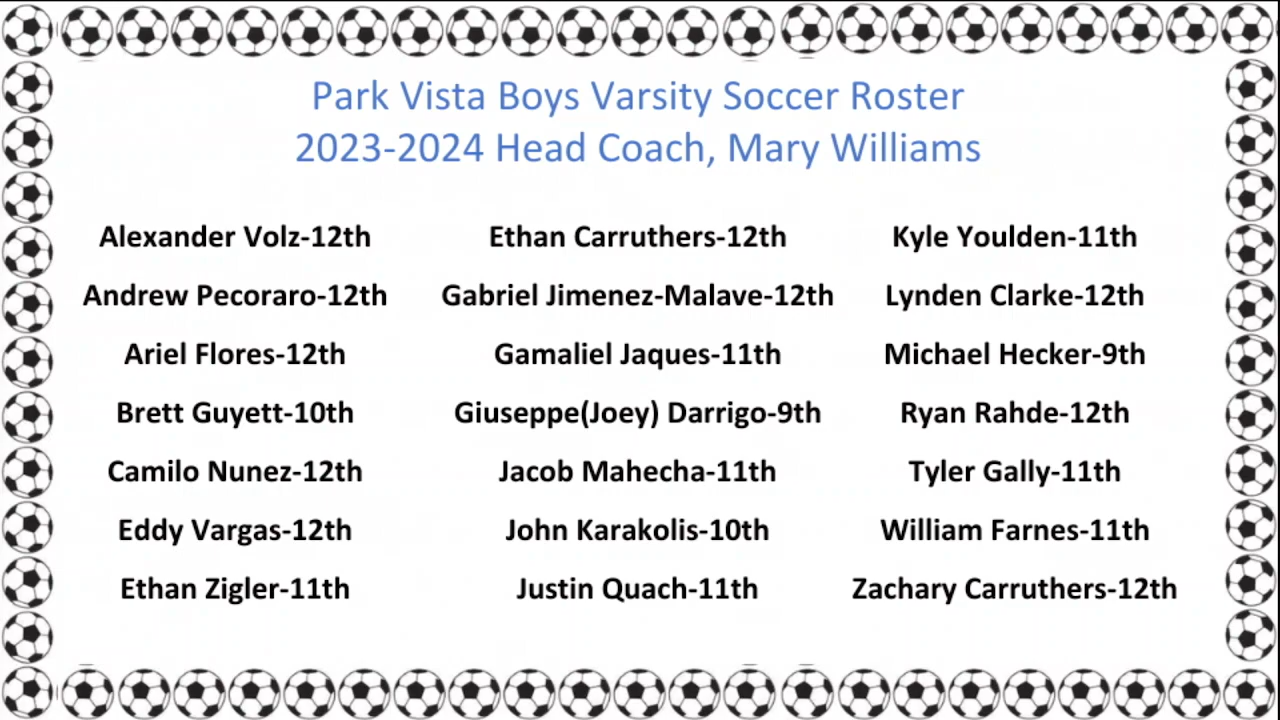 Park Vista Boys Varsity Soccer Roster
2023-2024 Head Coach, Mary Williams
Alexander Volz-12th
Andrew Pecoraro-12th
Ariel Flores-12th
Brett Guyett-10th
Camilo Nunez-12th
Eddy Vargas-12th
Ethan Zigler-11th
Ethan Carruthers-12th
Gabriel Jimenez-Malave-12th
Gamaliel Jaques-11th
Giuseppe(Joey) Darrigo-9th
Jacob Mahecha-11th
John Karakolis-10th
Justin Quach-11th
Kyle Youlden-11th
Lynden Clarke-12th
Michael Hecker-9th
Ryan Rahde-12th
Tyler Gally-11th
William Farnes-11th
Zachary Carruthers-12th